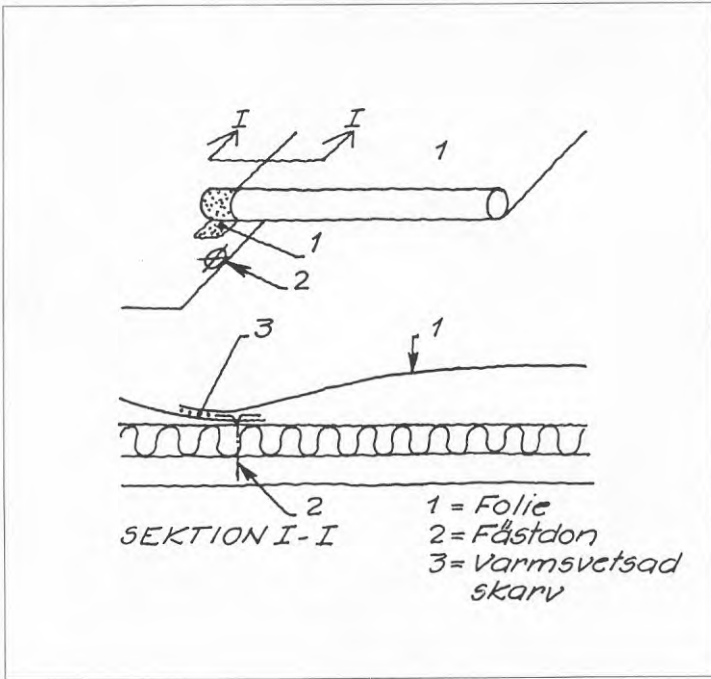 I I
1
1
2
3 1
2
SEKTION I-I
1 = Folie
2 = Fästdon
3 = Varmsvetsad
skarv